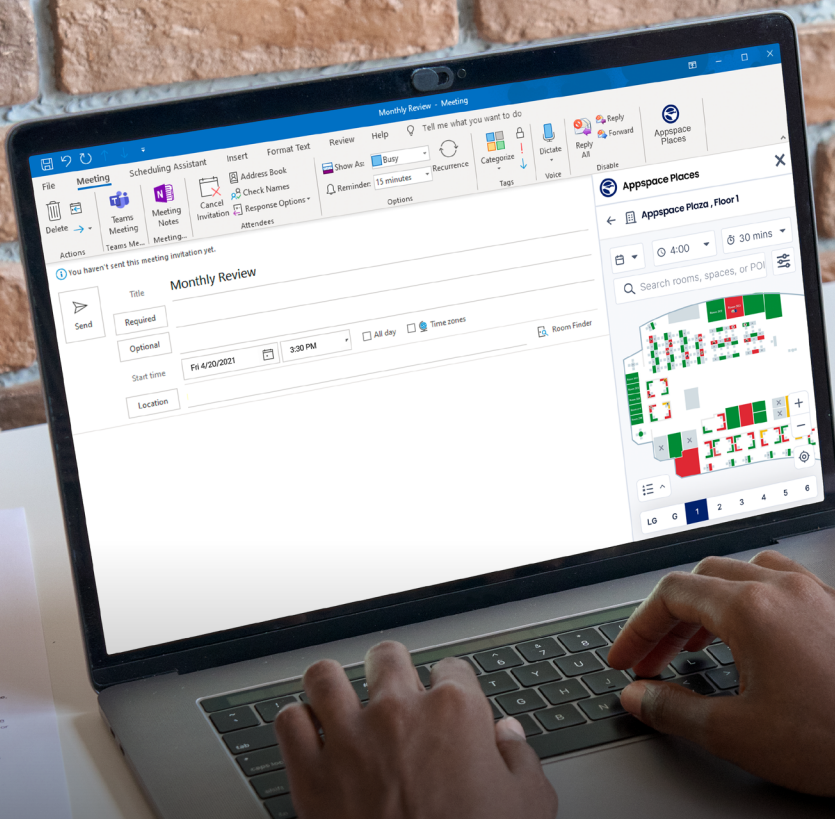 Monthly Review - Meeting
File Meeting Scheduling Assistant Insert Format Text Review Help Tell me what you want to do
Delete
Actions
Teams
Meeting
Teams Me...
Meeting
Notes
Meeting...
Cancel
Invitation
Address Book
Check Names
Response Options
Attendees
Show As: Busy
Reminder: 15 minutes
Recurrence
Options
Categorize
Tags
Dictate
Voice
Reply
All
Reply
Forward
Disable
Appspace
Places
You haven't sent this meeting invitation yet.
Send
Title Monthly Review
Required
Optional
Start time Fri 4/20/2021 3:30 PM All day Time zones
Location
Room Finder
Appspace Places
Appspace Plaza , Floor 1
4:00 30 mins
Search rooms, spaces, or POI
LG G 1 2 3 4 5 6
tab
T Y U
G H J
B N